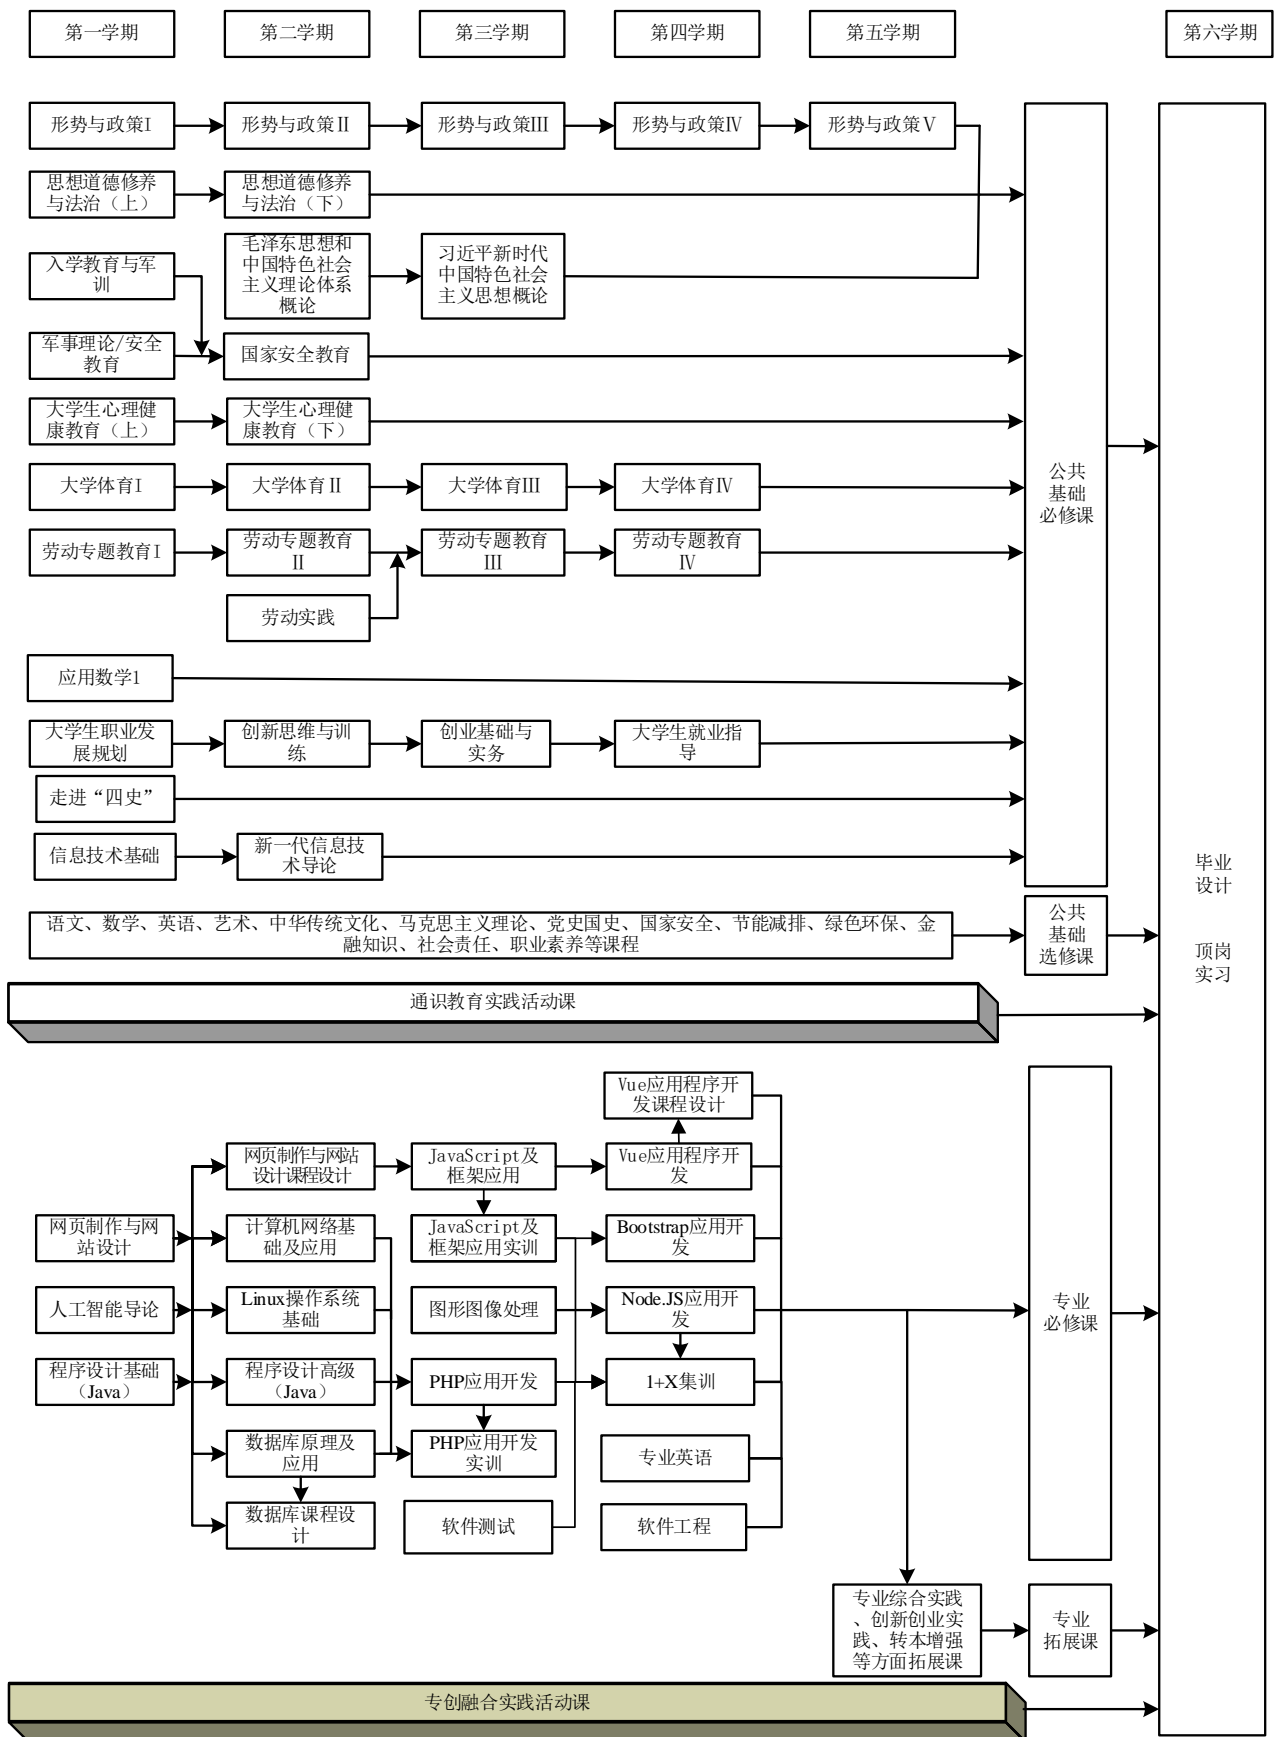 第一学期
第二学期
第三学期
第四学期
第五学期
第六学期
形势与政策I
形势与政策Ⅱ
形势与政策Ⅲ
形势与政策Ⅳ
形势与政策Ⅴ
思想道德修养
与法治（上）
思想道德修养
与法治（下）
入学教育与军
训
毛泽东思想和
中国特色社会
主义理论体系
概论
习近平新时代
中国特色社会
主义思想概论
军事理论/安全
教育
国家安全教育
大学生心理健
康教育（上）
大学生心理健
康教育（下）
大学体育I
大学体育Ⅱ
大学体育Ⅲ
大学体育Ⅳ
劳动专题教育I
劳动专题教育
Ⅱ
劳动专题教育
Ⅲ
劳动专题教育
Ⅳ
劳动实践
应用数学1
大学生职业发
展规划
创新思维与训
练
创业基础与
实务
大学生就业指
导
走进“四史”
信息技术基础
新一代信息技
术导论
公共
基础
必修课
语文、数学、英语、艺术、中华传统文化、马克思主义理论、党史国史、国家安全、节能减排、绿色环保、金
融知识、社会责任、职业素养等课程
公共
基础
选修课
毕业
设计
顶岗
实习
通识教育实践活动课
Vue应用程序开
发课程设计
网页制作与网站
设计课程设计
JavaScript及
框架应用
Vue应用程序开
发
网页制作与网
站设计
计算机网络基
础及应用
JavaScript及
框架应用实训
Bootstrap应用开
发
人工智能导论
Linux操作系统
基础
图形图像处理
Node.JS应用开
发
专业
必修课
程序设计基础
（Java）
程序设计高级
（Java）
PHP应用开发
1+X集训
数据库原理及
应用
PHP应用开发
实训
专业英语
数据库课程设
计
软件测试
软件工程
专业综合实践
、创新创业实
践、转本增强
等方面拓展课
专业
拓展课
专创融合实践活动课